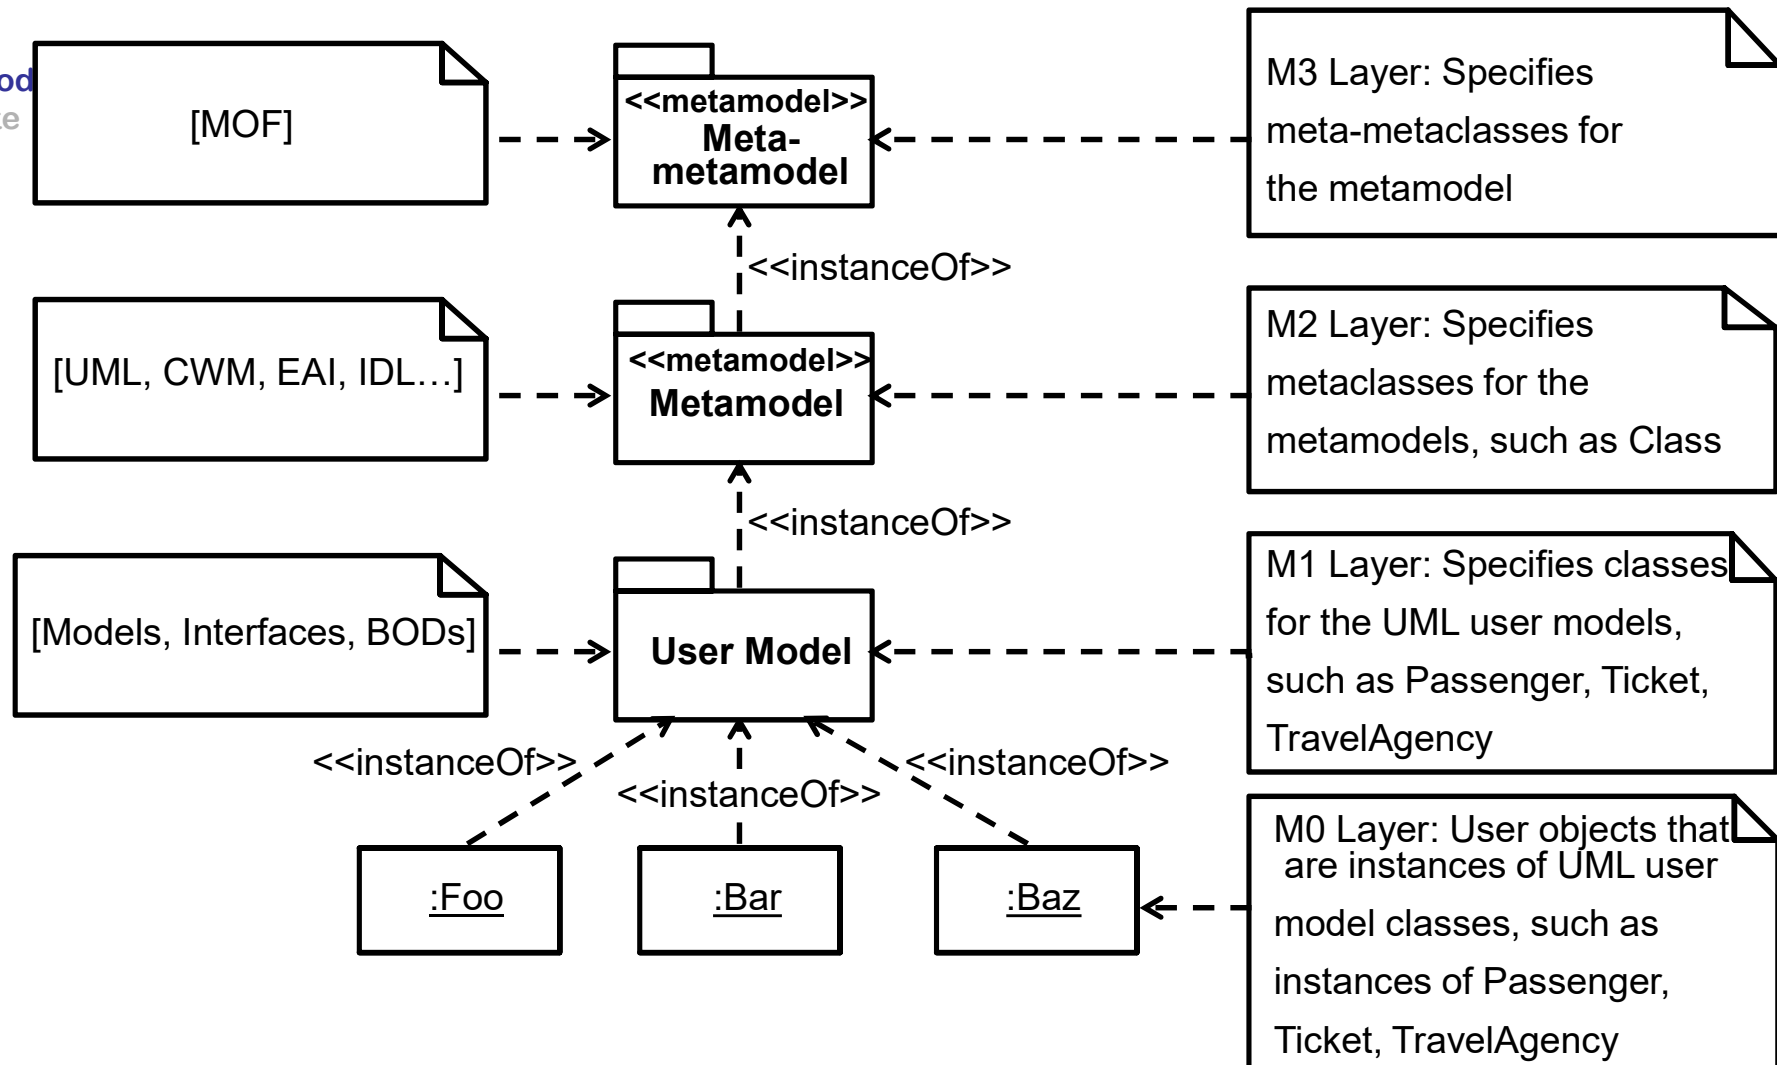 [MOF]
<<metamodel>>
Meta-
metamodel
M3 Layer: Specifies
meta-metaclasses for
the metamodel
<<instanceOf>>
[UML, CWM, EAI, IDL…]
<<metamodel>>
Metamodel
M2 Layer: Specifies
metaclasses for the
metamodels, such as Class
<<instanceOf>>
[Models, Interfaces, BODs]
User Model
M1 Layer: Specifies classes
for the UML user models,
such as Passenger, Ticket,
TravelAgency
<<instanceOf>>
<<instanceOf>>
<<instanceOf>>
:Foo
:Bar
:Baz
M0 Layer: User objects that
are instances of UML user
model classes, such as
instances of Passenger,
Ticket, TravelAgency